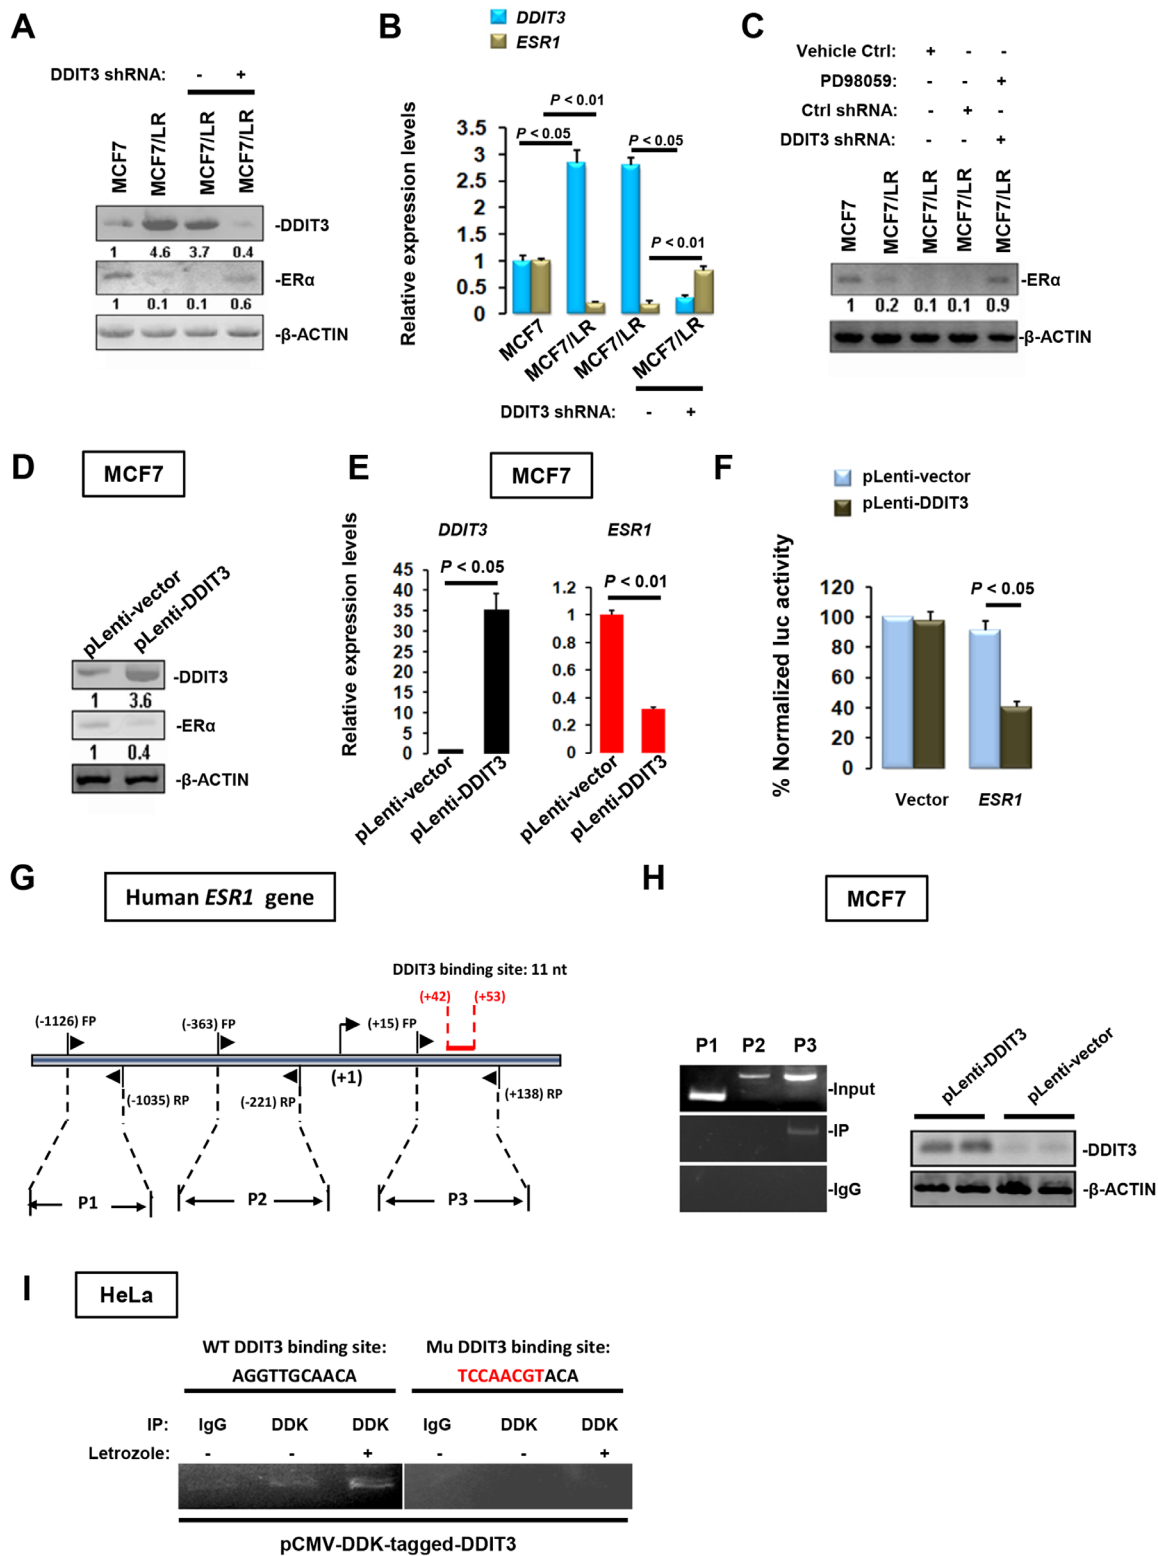 A
DDIT3 shRNA: - +
MCF7 MCF7/LR MCF7/LR MCF7/LR
-DDIT3
1 4.6 3.7 0.4
-ERα
1 0.1 0.1 0.6
-β-ACTIN
B
DDIT3
ESR1
Relative expression levels
P < 0.01
P < 0.05
P < 0.05
P < 0.01
3.5
3
2.5
2
1.5
1
0.5
0
MCF7 MCF7/LR MCF7/LR MCF7/LR
DDIT3 shRNA: - +
C
Vehicle Ctrl: + - -
PD98059: - - +
Ctrl shRNA: - + -
DDIT3 shRNA: - - +
MCF7 MCF7/LR MCF7/LR MCF7/LR MCF7/LR
-ERα
1 0.2 0.1 0.1 0.9
-β-ACTIN
D
MCF7
pLenti-vector pLenti-DDIT3
-DDIT3
1 3.6
-ERα
1 0.4
-β-ACTIN
E
MCF7
Relative expression levels
DDIT3
P < 0.05
45
40
35
30
25
20
15
10
5
0
pLenti-vector pLenti-DDIT3
ESR1
P < 0.01
1.2
1
0.8
0.6
0.4
0.2
0
pLenti-vector pLenti-DDIT3
F
pLenti-vector
pLenti-DDIT3
% Normalized luc activity
P < 0.05
120
100
80
60
40
20
0
Vector ESR1
G
Human ESR1 gene
DDIT3 binding site: 11 nt
(+42) (+53)
(-1126) FP (-363) FP (+15) FP
(+1)
(-1035) RP (-221) RP (+138) RP
P1 P2 P3
H
MCF7
P1 P2 P3
-Input
-IP
-IgG
pLenti-DDIT3 pLenti-vector
-DDIT3
-β-ACTIN
I
HeLa
WT DDIT3 binding site: Mu DDIT3 binding site:
AGGTTGCAACA TCCAACGTACA
IP: IgG DDK DDK IgG DDK DDK
Letrozole: - - + - - +
pCMV-DDK-tagged-DDIT3